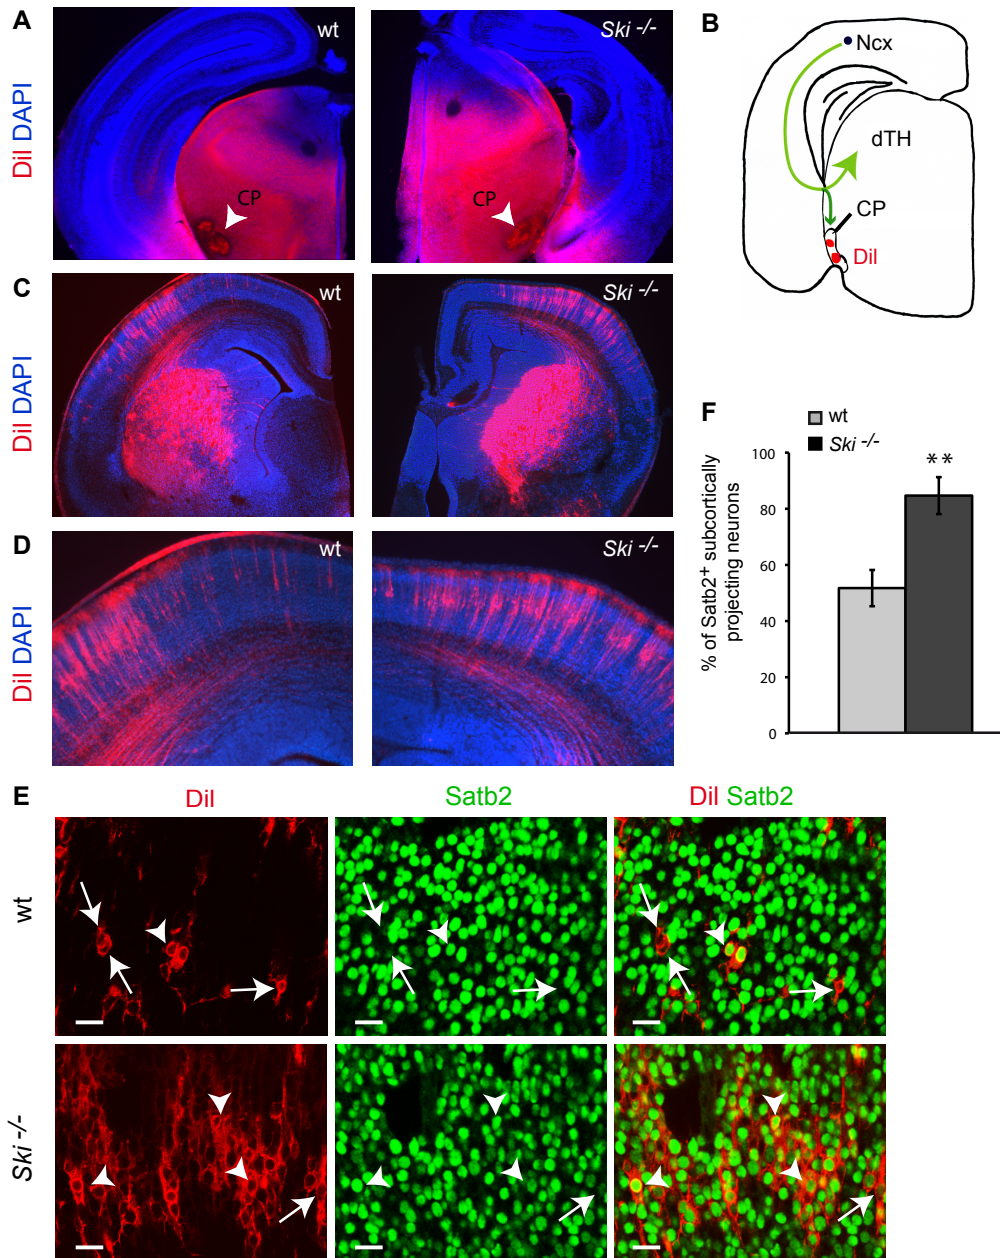 A
wt
Ski -/-
DiI DAPI
CP
CP
B
Ncx
dTH
CP
DiI
C
wt
Ski -/-
DiI DAPI
D
wt
Ski -/-
DiI DAPI
F
wt
Ski -/-
% of Satb2+ subcortically
projecting neurons
100
80
60
40
20
0
**
E
DiI
Satb2
DiI Satb2
wt
Ski -/-